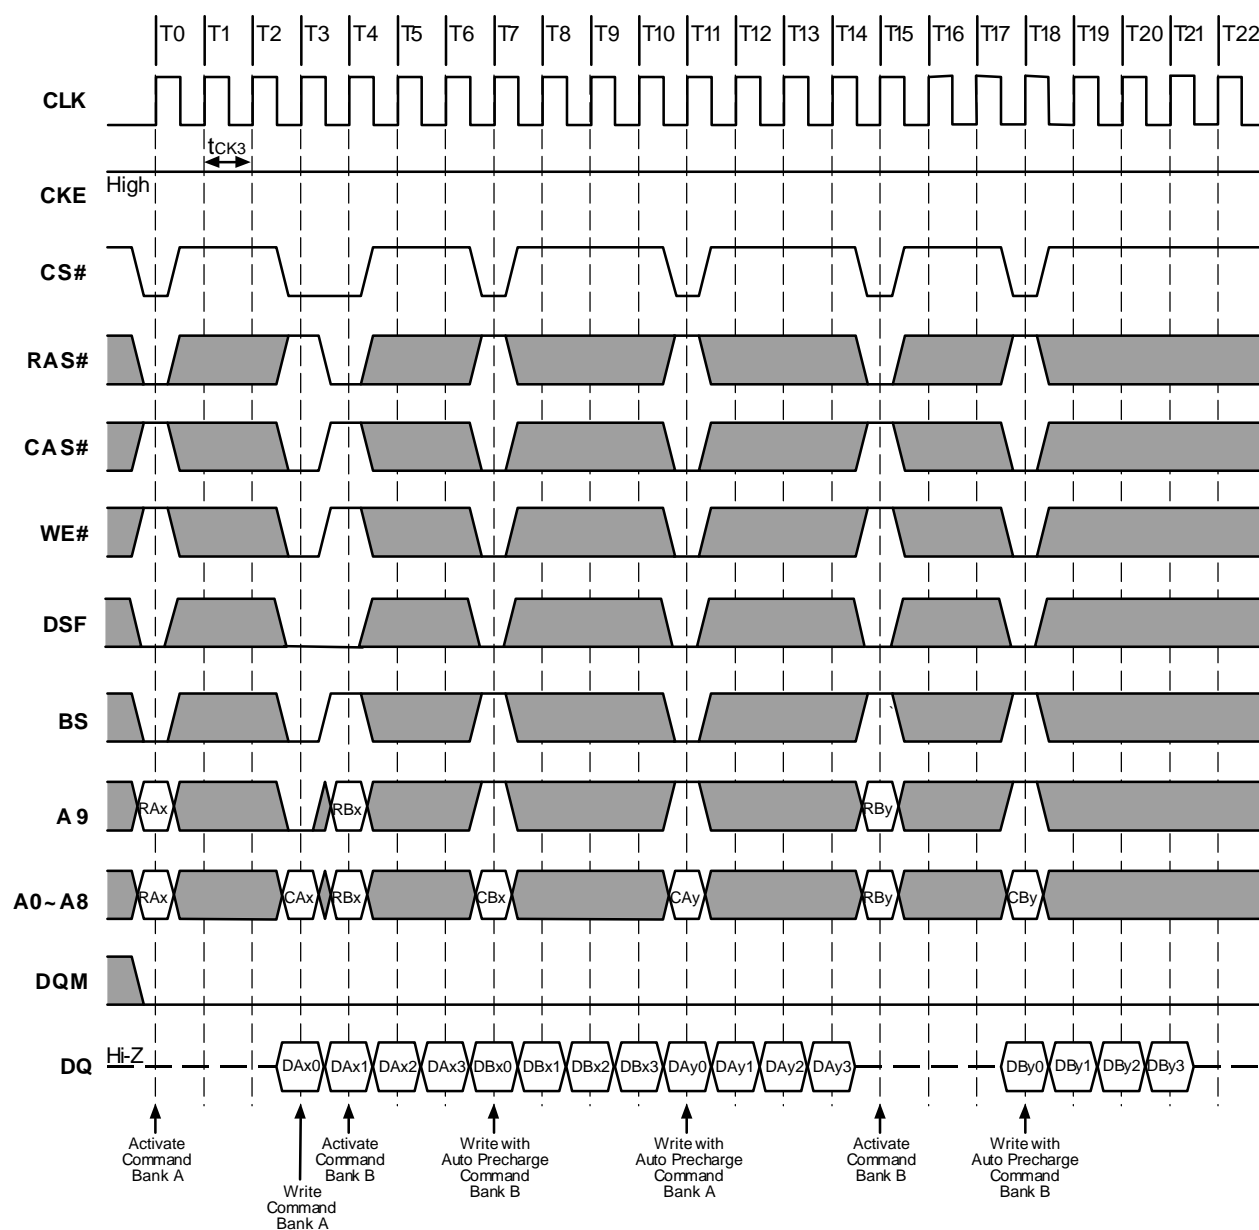 T0 T1 T2 T3 T4 T5 T6 T7 T8 T9 T10 T11 T12 T13 T14 T15 T16 T17 T18 T19 T20 T21 T22
CLK
tCK3
High
CKE
CS#
RAS#
CAS#
WE#
DSF
BS
A9 RAx RBx RBy
A0~A8 RAx CAx RBx CBx CAy RBy CBy
DQM
Hi-Z
DQ DAx0 DAx1 DAx2 DAx3 DBx0 DBx1 DBx2 DBx3 DAy0 DAy1 DAy2 DAy3 DBy0 DBy1 DBy2 DBy3
Activate
Command
Bank A
Write
Command
Bank A
Activate
Command
Bank B
Write with
Auto Precharge
Command
Bank B
Write with
Auto Precharge
Command
Bank A
Activate
Command
Bank B
Write with
Auto Precharge
Command
Bank B